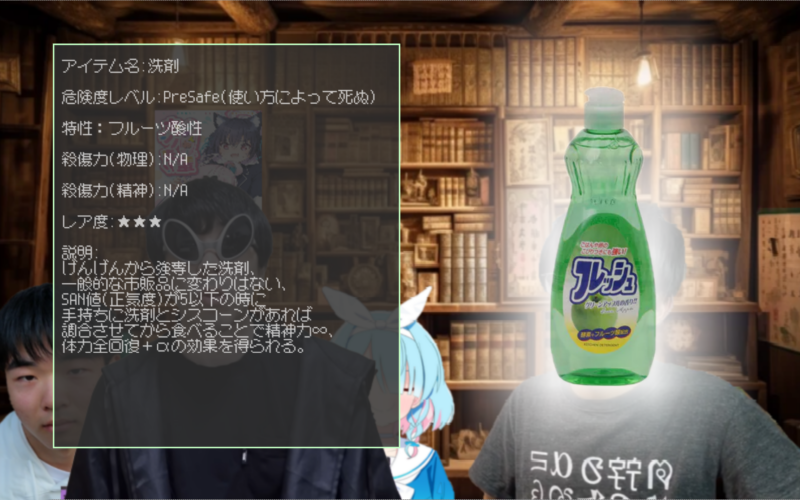 アイテム名:洗剤
危険度レベル:PreSafe(使い方によって死ぬ)
特性：フルーツ酸性
殺傷力(物理):N/A
殺傷力(精神):N/A
レア度:★★★
説明:
げんげんから強奪した洗剤、
一般的な市販品に変わりはない、
SAN値(正気度)が5以下の時に
手持ちに洗剤とシスコーンがあれば
調合させてから食べることで精神力∞、
体力全回復＋αの効果を得られる。
フレッシュ